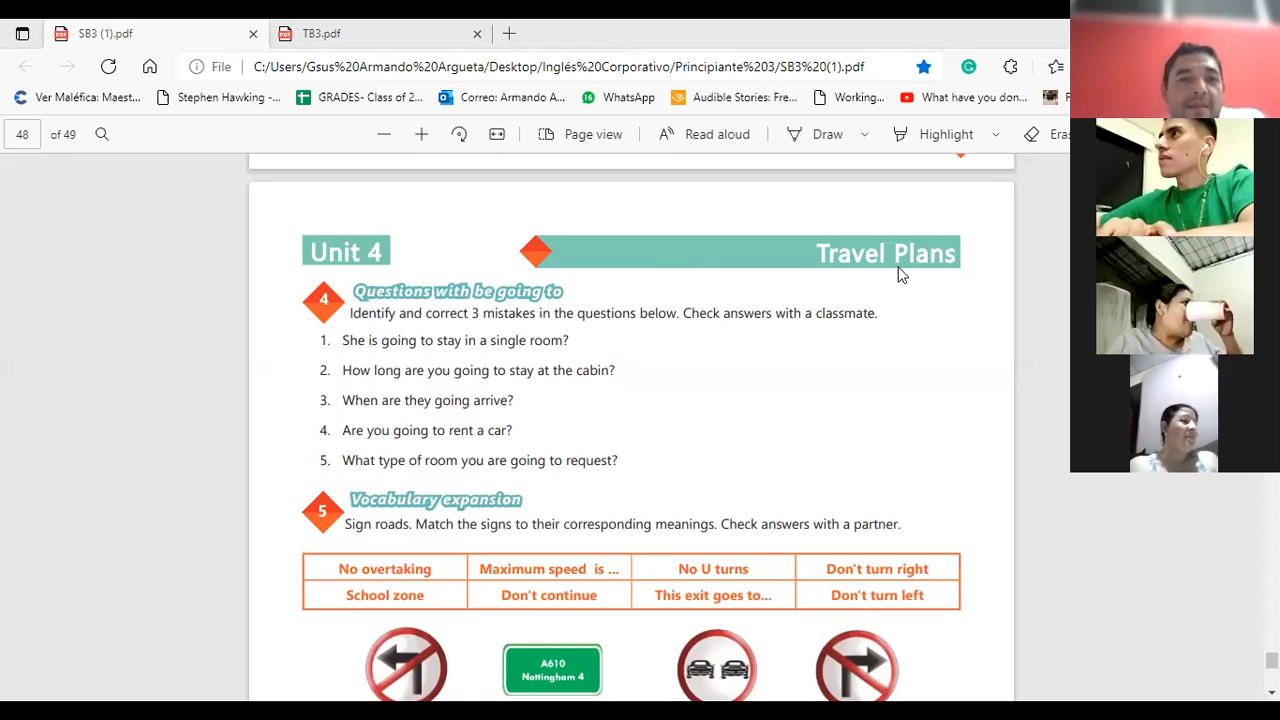 SB3 (1).pdf
TB3.pdf
File
C:/Users/Gsus%20Armando%20Argueta/Desktop/Inglés%20Corporativo/Principiante%203/SB3%20(1).pdf
Ver Maléfica: Maest...
Stephen Hawking -...
GRADES- Class of 2...
Correo: Armando A...
16
WhatsApp
Audible Stories: Fre...
Working...
What have you don...
48 of 49
Page view
Read aloud
Draw
Highlight
Eras
Unit 4
Travel Plans
4
Questions with be going to
Identify and correct 3 mistakes in the questions below. Check answers with a classmate.
1. She is going to stay in a single room?
2. How long are you going to stay at the cabin?
3. When are they going arrive?
4. Are you going to rent a car?
5. What type of room you are going to request?
5
Vocabulary expansion
Sign roads. Match the signs to their corresponding meanings. Check answers with a partner.
No overtaking Maximum speed is ... No U turns Don't turn right
School zone Don't continue This exit goes to... Don't turn left
A610
Nottingham 4